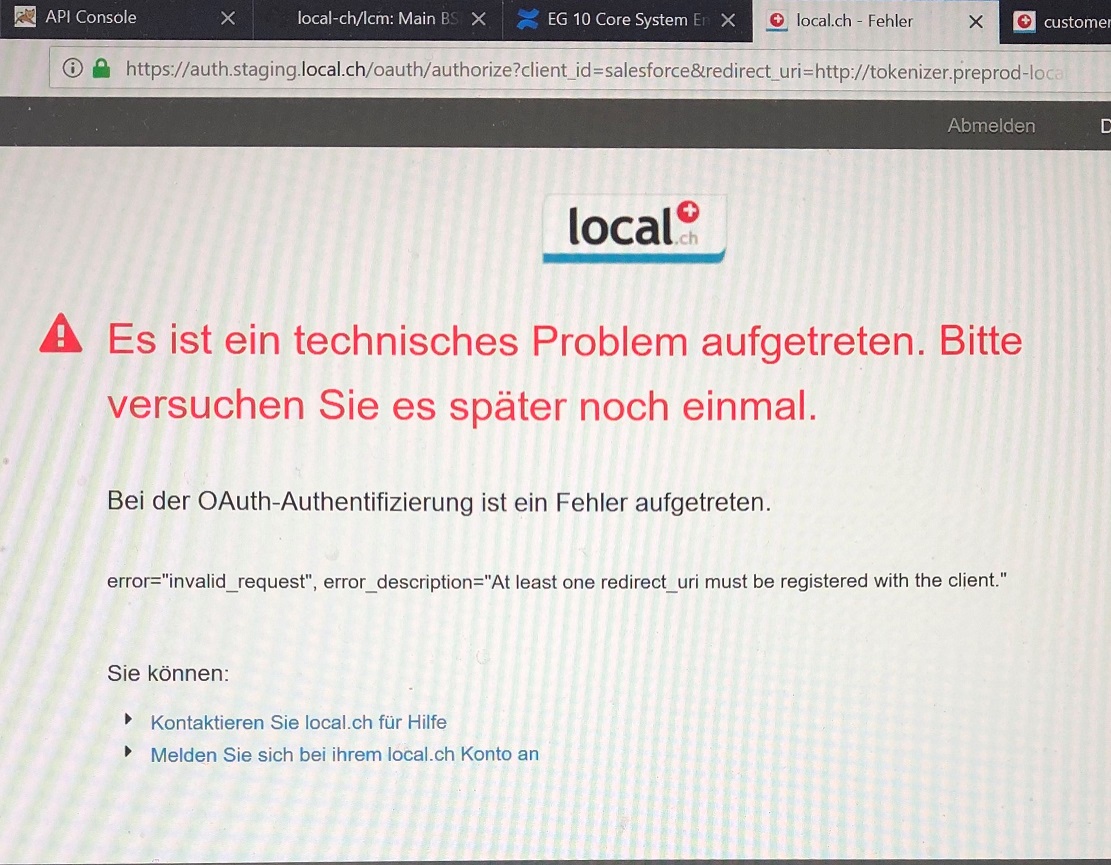 API Console
local-ch/lcm: Main BS
EG 10 Core System En
local.ch - Fehler
customer
https://auth.staging.local.ch/oauth/authorize?client_id=salesforce&redirect_uri=http://tokenizer.preprod-loca
Abmelden
D
local.ch
Es ist ein technisches Problem aufgetreten. Bitte
versuchen Sie es später noch einmal.
Bei der OAuth-Authentifizierung ist ein Fehler aufgetreten.
error="invalid_request", error_description="At least one redirect_uri must be registered with the client."
Sie können:
Kontaktieren Sie local.ch für Hilfe
Melden Sie sich bei ihrem local.ch Konto an